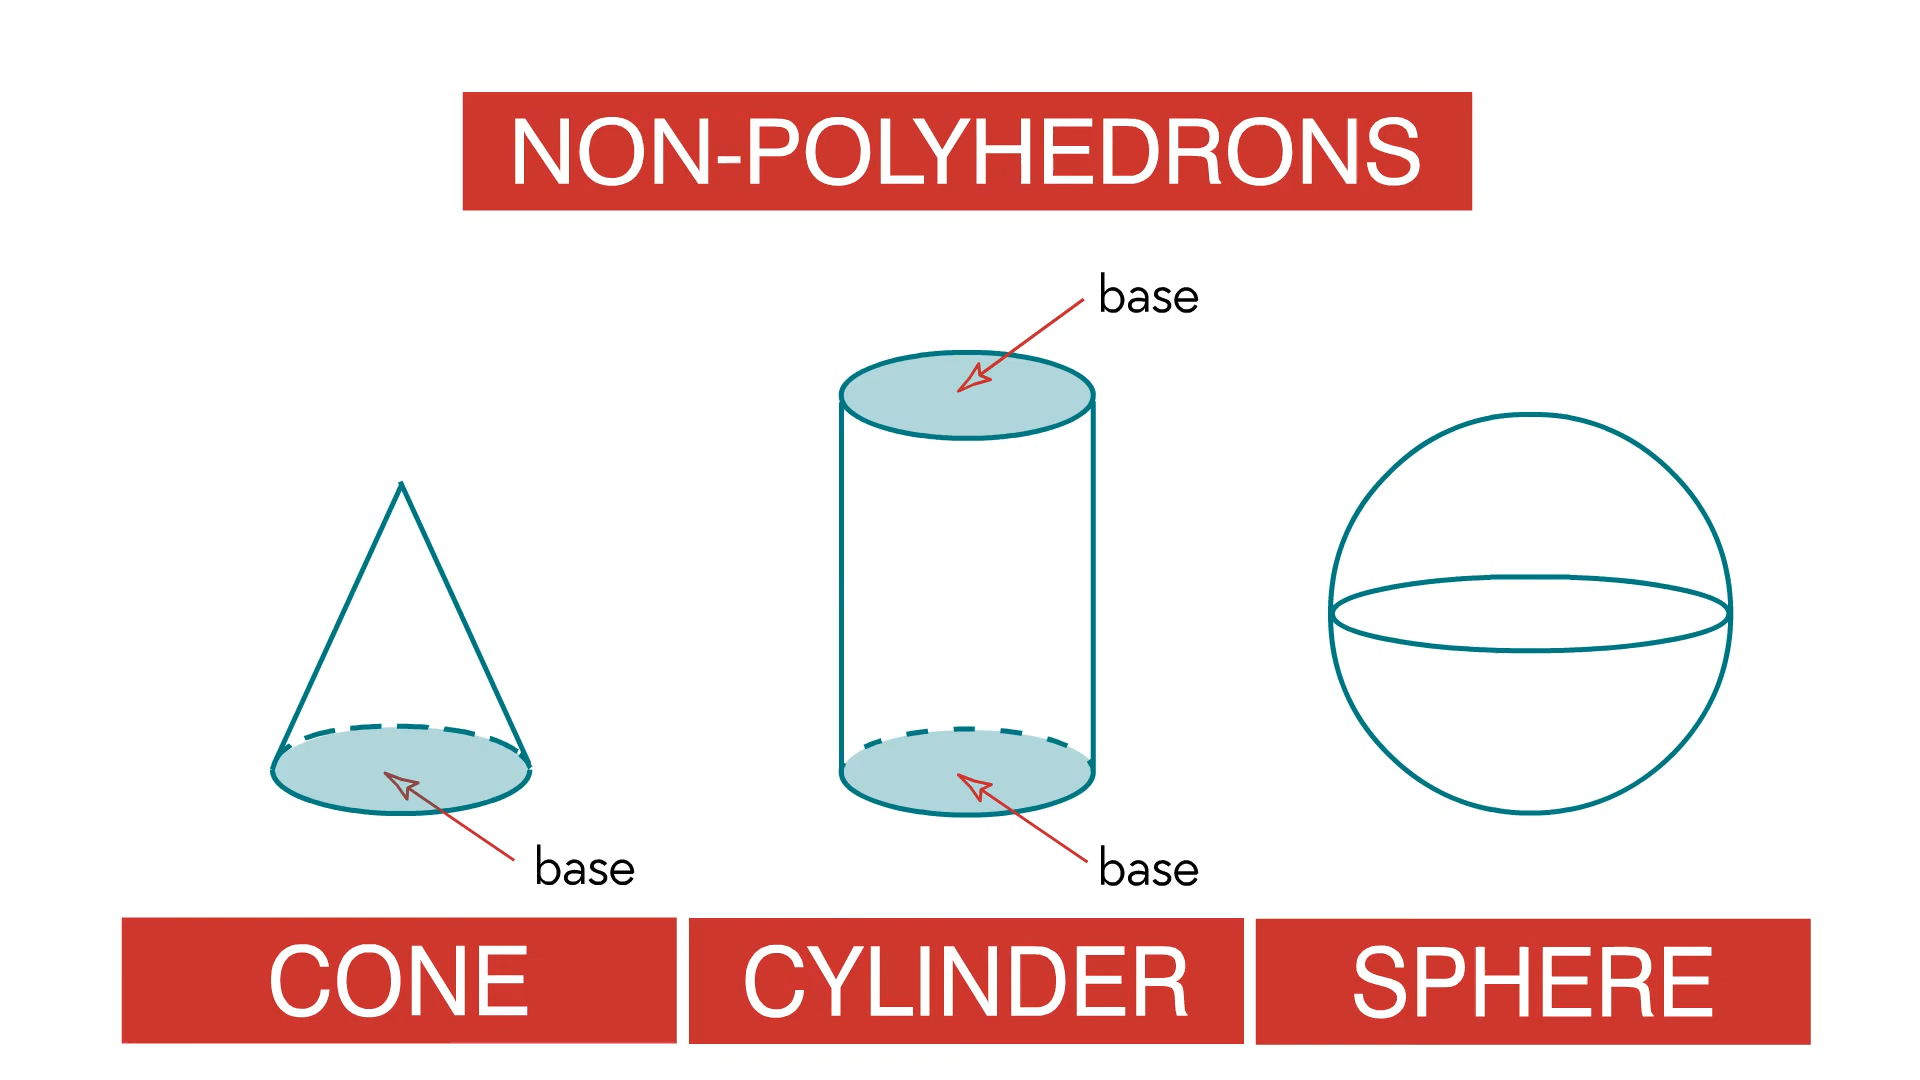 NON-POLYHEDRONS
base
base
base
CONE
CYLINDER
SPHERE